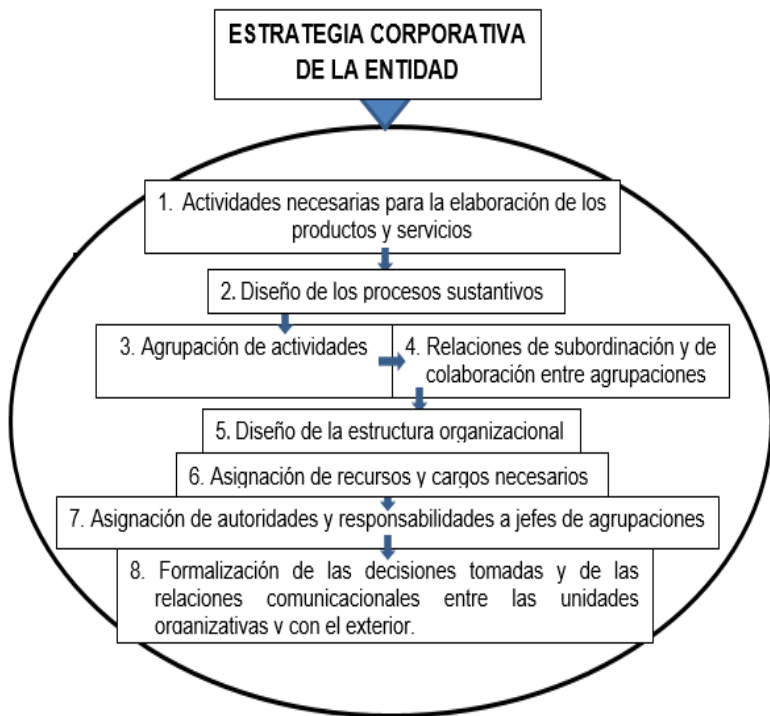 ESTRATEGIA CORPORATIVA
DE LA ENTIDAD
1. Actividades necesarias para la elaboración de los
productos y servicios
2. Diseño de los procesos sustantivos
3. Agrupación de actividades
4. Relaciones de subordinación y de
colaboración entre agrupaciones
5. Diseño de la estructura organizacional
6. Asignación de recursos y cargos necesarios
7. Asignación de autoridades y responsabilidades a jefes de agrupaciones
8. Formalización de las decisiones tomadas y de las
relaciones comunicacionales entre las unidades
organizativas y con el exterior.